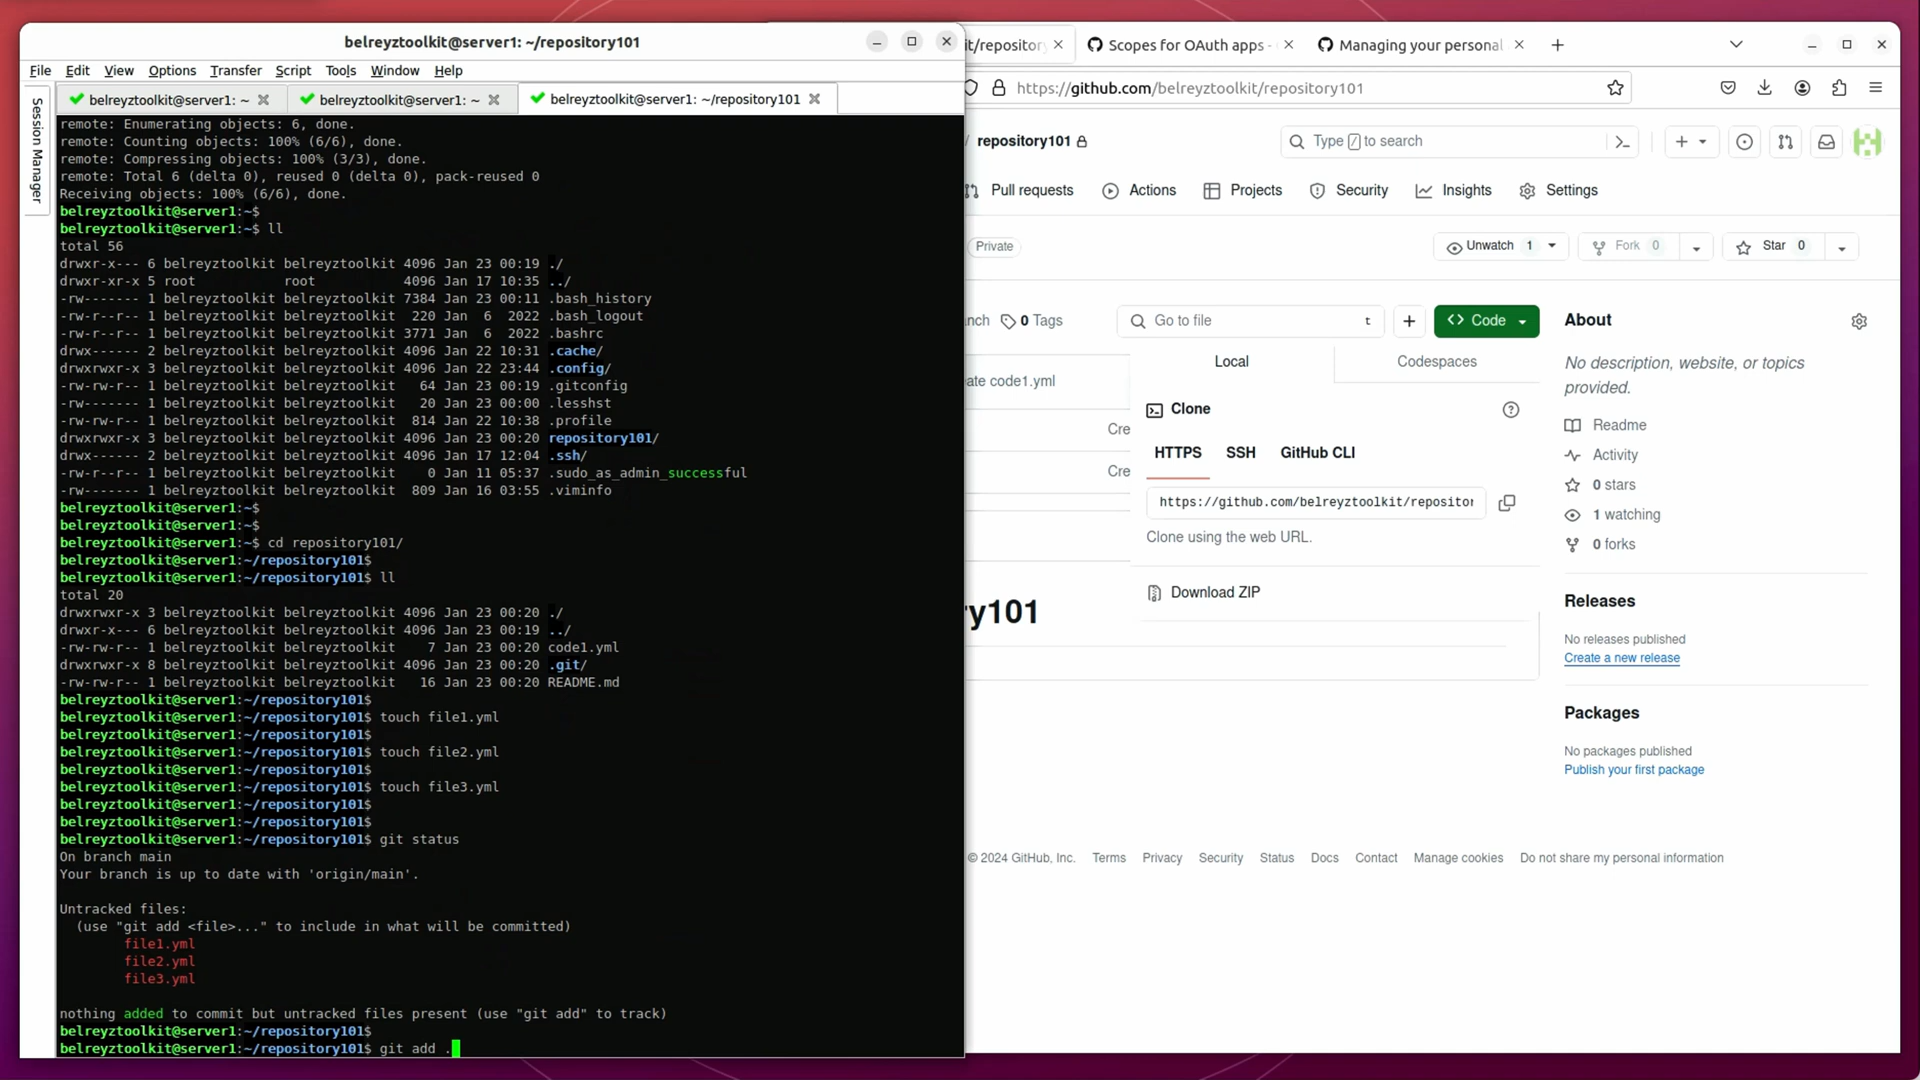 belreyztoolkit@server1: ~/repository101
File Edit View Options Transfer Script Tools Window Help
Session Manager
belreyztoolkit@server1: ~
belreyztoolkit@server1: ~
belreyztoolkit@server1: ~/repository101
remote: Enumerating objects: 6, done.
remote: Counting objects: 100% (6/6), done.
remote: Compressing objects: 100% (3/3), done.
remote: Total 6 (delta 0), reused 0 (delta 0), pack-reused 0
Receiving objects: 100% (6/6), done.
belreyztoolkit@server1:~$
belreyztoolkit@server1:~$ ll
total 56
drwxr-x--- 6 belreyztoolkit belreyztoolkit 4096 Jan 23 00:19 ./
drwxr-xr-x 5 root           root           4096 Jan 17 10:35 ../
-rw------- 1 belreyztoolkit belreyztoolkit 7384 Jan 23 00:11 .bash_history
-rw-r--r-- 1 belreyztoolkit belreyztoolkit  220 Jan  6  2022 .bash_logout
-rw-r--r-- 1 belreyztoolkit belreyztoolkit 3771 Jan  6  2022 .bashrc
drwx------ 2 belreyztoolkit belreyztoolkit 4096 Jan 22 10:31 .cache/
drwxrwxr-x 3 belreyztoolkit belreyztoolkit 4096 Jan 22 23:44 .config/
-rw-rw-r-- 1 belreyztoolkit belreyztoolkit   64 Jan 23 00:19 .gitconfig
-rw------- 1 belreyztoolkit belreyztoolkit   20 Jan 23 00:00 .lesshst
-rw-rw-r-- 1 belreyztoolkit belreyztoolkit  814 Jan 22 10:38 .profile
drwxrwxr-x 3 belreyztoolkit belreyztoolkit 4096 Jan 23 00:20 repository101/
drwx------ 2 belreyztoolkit belreyztoolkit 4096 Jan 17 12:04 .ssh/
-rw-r--r-- 1 belreyztoolkit belreyztoolkit    0 Jan 11 05:37 .sudo_as_admin_successful
-rw------- 1 belreyztoolkit belreyztoolkit  809 Jan 16 03:55 .viminfo
belreyztoolkit@server1:~$
belreyztoolkit@server1:~$
belreyztoolkit@server1:~$ cd repository101/
belreyztoolkit@server1:~/repository101$
belreyztoolkit@server1:~/repository101$ ll
total 20
drwxrwxr-x 3 belreyztoolkit belreyztoolkit 4096 Jan 23 00:20 ./
drwxr-x--- 6 belreyztoolkit belreyztoolkit 4096 Jan 23 00:19 ../
-rw-rw-r-- 1 belreyztoolkit belreyztoolkit    7 Jan 23 00:20 code1.yml
drwxrwxr-x 8 belreyztoolkit belreyztoolkit 4096 Jan 23 00:20 .git/
-rw-rw-r-- 1 belreyztoolkit belreyztoolkit   16 Jan 23 00:20 README.md
belreyztoolkit@server1:~/repository101$
belreyztoolkit@server1:~/repository101$ touch file1.yml
belreyztoolkit@server1:~/repository101$
belreyztoolkit@server1:~/repository101$ touch file2.yml
belreyztoolkit@server1:~/repository101$
belreyztoolkit@server1:~/repository101$ touch file3.yml
belreyztoolkit@server1:~/repository101$
belreyztoolkit@server1:~/repository101$
belreyztoolkit@server1:~/repository101$ git status
On branch main
Your branch is up to date with 'origin/main'.
Untracked files:
(use "git add <file>..." to include in what will be committed)
file1.yml
file2.yml
file3.yml
nothing added to commit but untracked files present (use "git add" to track)
belreyztoolkit@server1:~/repository101$
belreyztoolkit@server1:~/repository101$ git add .
it/repository
Scopes for OAuth apps -
Managing your personal
https://github.com/belreyztoolkit/repository101
/ repository101
Type / to search
Pull requests Actions Projects Security Insights Settings
Private
Unwatch 1 Fork 0 Star 0
nch 0 Tags
Go to file t
Code
ate code1.yml
Cre
Cre
Local Codespaces
Clone
HTTPS SSH GitHub CLI
https://github.com/belreyztoolkit/repositor
Clone using the web URL.
Download ZIP
y101
About
No description, website, or topics
provided.
Readme
Activity
0 stars
1 watching
0 forks
Releases
No releases published
Create a new release
Packages
No packages published
Publish your first package
© 2024 GitHub, Inc. Terms Privacy Security Status Docs Contact Manage cookies Do not share my personal information